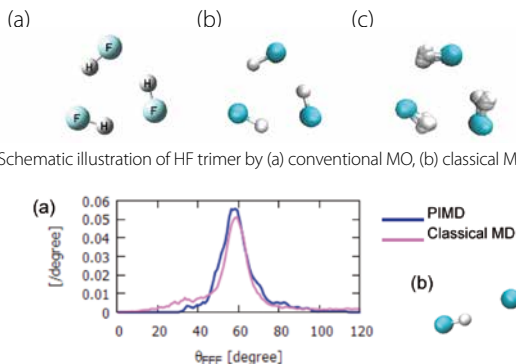 (a) (b) (c)
F
H
H
F
F
H
Schematic illustration of HF trimer by (a) conventional MO, (b) classical M
(a)
0.06
0.05
0.04
0.03
0.02
0.01
0
[/degree]
0 20 40 60 80 100 120
θFFF [degree]
PIMD
Classical MD
(b)